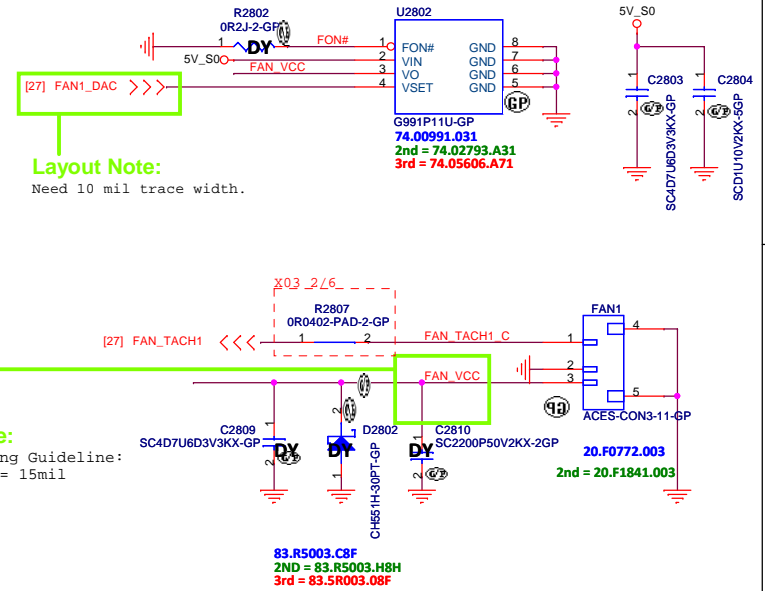 R2802
0R2J-2-GP
DY
FON#
5V_S0
FAN_VCC
[27] FAN1_DAC
1
2
3
4
U2802
FON#
VIN
VO
VSET
GND
GND
GND
GND
8
7
6
5
GP
G991P11U-GP
74.00991.031
2nd = 74.02793.A31
3rd = 74.05606.A71
5V_S0
C2803
SC4D7U6D3V3KX-GP
C2804
SCD1U10V2KX-5GP
Layout Note:
Need 10 mil trace width.
X03 2/6
R2807
0R0402-PAD-2-GP
[27] FAN_TACH1
1
2
FAN_TACH1_C
FAN_VCC
FAN1
1
2
3
4
5
ACES-CON3-11-GP
20.F0772.003
2nd = 20.F1841.003
e:
ng Guideline:
= 15mil
C2809
SC4D7U6D3V3KX-GP
DY
D2802
DY
CH551H-30PT-GP
C2810
SC2200P50V2KX-2GP
DY
83.R5003.C8F
2ND = 83.R5003.H8H
3rd = 83.5R003.08F